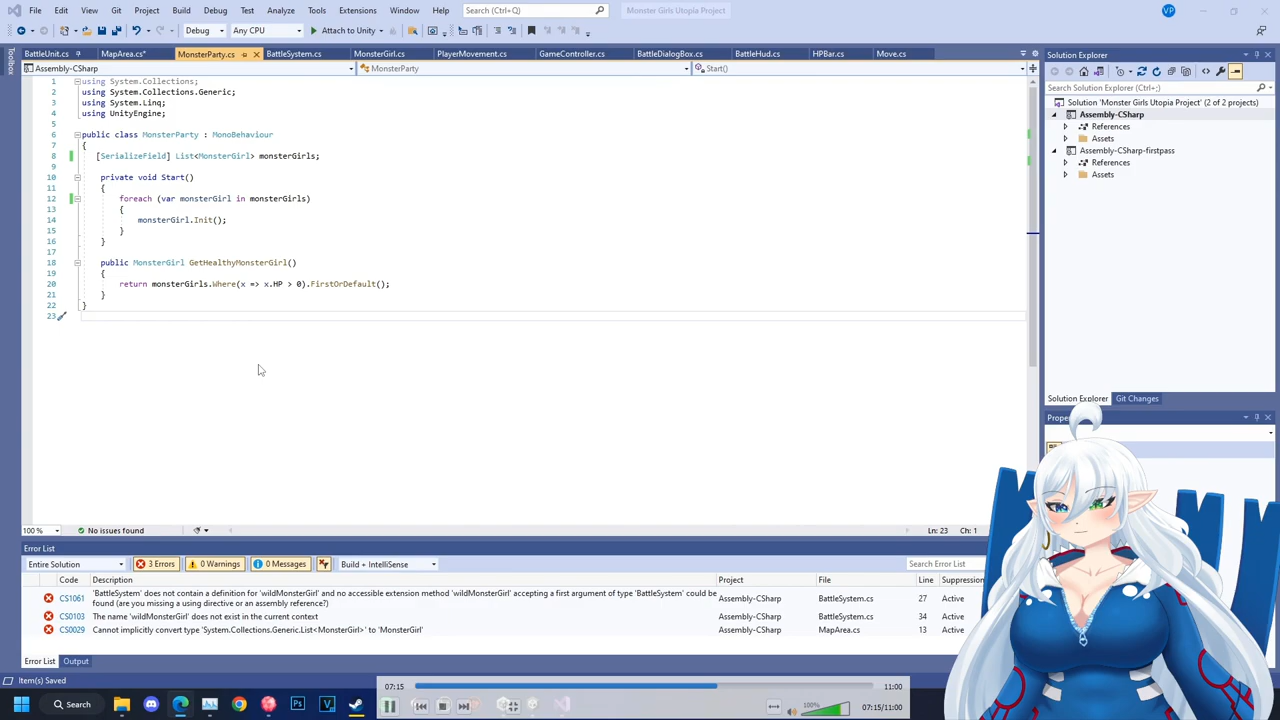 File Edit View Git Project Build Debug Test Analyze Tools Extensions Window Help Search (Ctrl+Q) Monster Girls Utopia Project VP
Debug Any CPU Attach to Unity
Toolbox
BattleUnit.cs MapArea.cs* MonsterParty.cs BattleSystem.cs MonsterGirl.cs PlayerMovement.cs GameController.cs BattleDialogBox.cs BattleHud.cs HPBar.cs Move.cs
Assembly-CSharp MonsterParty Start()
1 using System.Collections;
2 using System.Collections.Generic;
3 using System.Linq;
4 using UnityEngine;
5
6 public class MonsterParty : MonoBehaviour
7 {
8 [SerializeField] List<MonsterGirl> monsterGirls;
9
10 private void Start()
11 {
12 foreach (var monsterGirl in monsterGirls)
13 {
14 monsterGirl.Init();
15 }
16 }
17
18 public MonsterGirl GetHealthyMonsterGirl()
19 {
20 return monsterGirls.Where(x => x.HP > 0).FirstOrDefault();
21 }
22 }
23
100 % No issues found Ln: 23 Ch: 1
Solution Explorer
Search Solution Explorer (Ctrl+;)
Solution 'Monster Girls Utopia Project' (2 of 2 projects)
Assembly-CSharp
References
Assets
Assembly-CSharp-firstpass
References
Assets
Solution Explorer Git Changes
Error List
Entire Solution 3 Errors 0 Warnings 0 Messages Build + IntelliSense Search Error List
Code Description Project File Line Suppression
CS1061 'BattleSystem' does not contain a definition for 'wildMonsterGirl' and no accessible extension method 'wildMonsterGirl' accepting a first argument of type 'BattleSystem' could be
found (are you missing a using directive or an assembly reference?) Assembly-CSharp BattleSystem.cs 27 Active
CS0103 The name 'wildMonsterGirl' does not exist in the current context Assembly-CSharp BattleSystem.cs 34 Active
CS0029 Cannot implicitly convert type 'System.Collections.Generic.List<MonsterGirl>' to 'MonsterGirl' Assembly-CSharp MapArea.cs 13 Active
Error List Output
Item(s) Saved
07:15 11:00
Search
100% 07:15/11:00